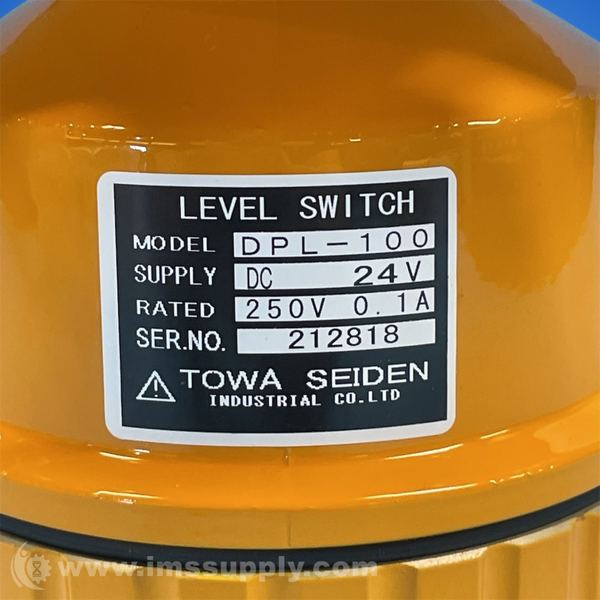 LEVEL SWITCH
MODEL DPL-100
SUPPLY DC 24V
RATED 250V 0.1A
SER.NO. 212818
TOWA SEIDEN
INDUSTRIAL CO.LTD
www.imssupply.com